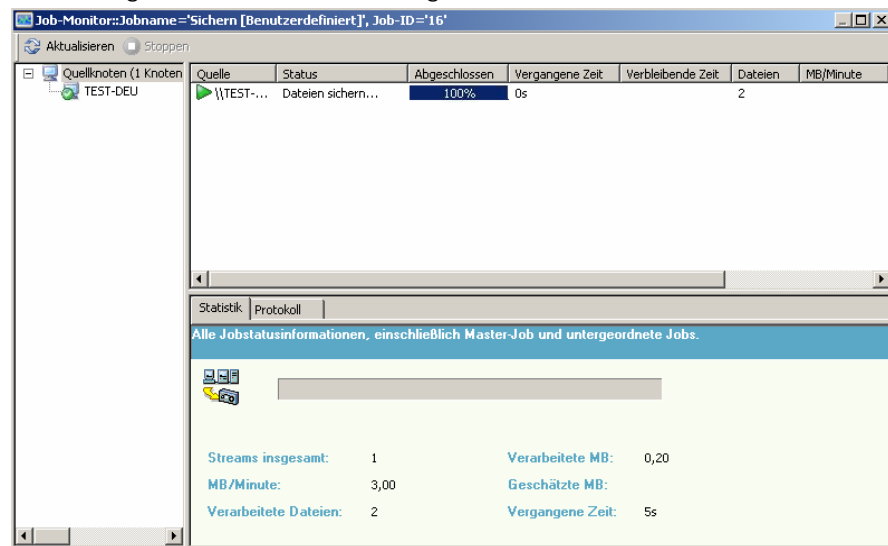 Job-Monitor::Jobname='Sichern [Benutzerdefiniert]', Job-ID='16'
Aktualisieren Stoppen
Quellknoten (1 Knoten
TEST-DEU
Quelle Status Abgeschlossen Vergangene Zeit Verbleibende Zeit Dateien MB/Minute
\\TEST-... Dateien sichern... 100% 0s 2
Statistik Protokoll
Alle Jobstatusinformationen, einschließlich Master-Job und untergeordnete Jobs.
Streams insgesamt: 1 Verarbeitete MB: 0,20
MB/Minute: 3,00 Geschätzte MB:
Verarbeitete Dateien: 2 Vergangene Zeit: 5s